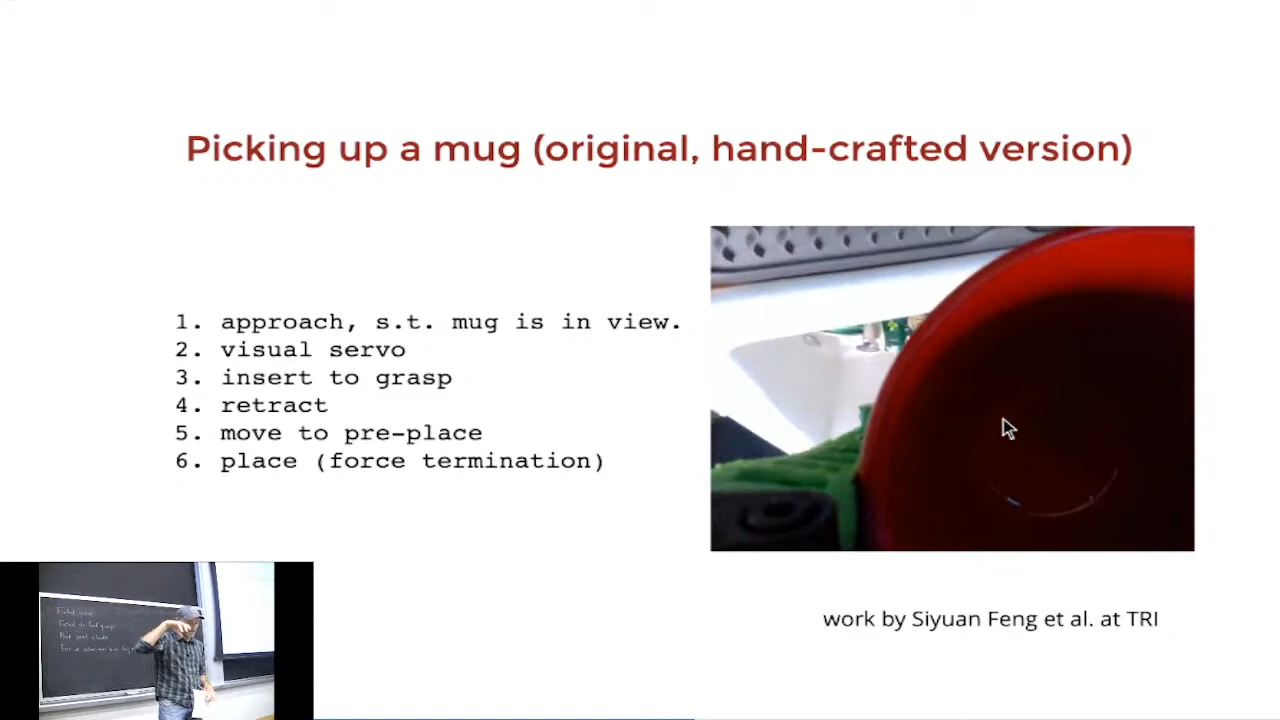 Picking up a mug (original, hand-crafted version)
1. approach, s.t. mug is in view.
2. visual servo
3. insert to grasp
4. retract
5. move to pre-place
6. place (force termination)
work by Siyuan Feng et al. at TRI